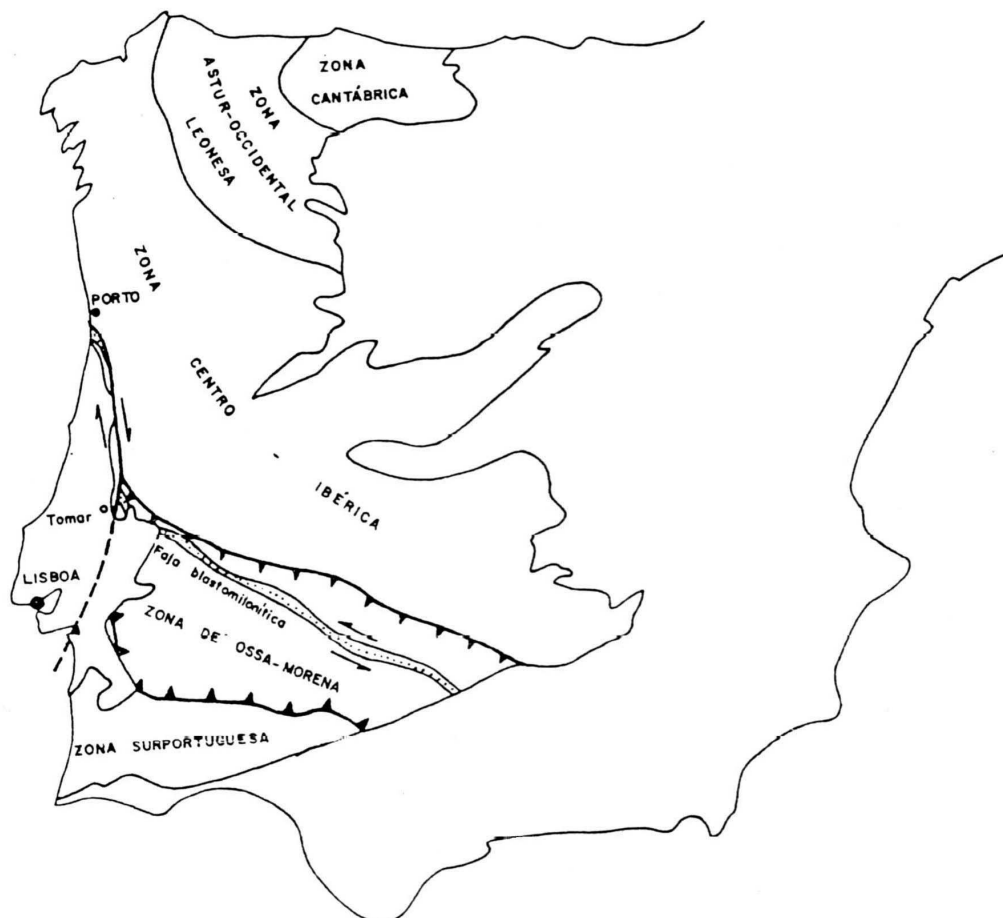 ZONA
CANTÁBRICA
ZONA
ASTUR-OCCIDENTAL
LEONESA
ZONA
PORTO
CENTRO
IBÉRICA
Tomar
Faja blastomilonítica
LISBOA
ZONA DE OSSA-MORENA
ZONA SURPORTUGUESA